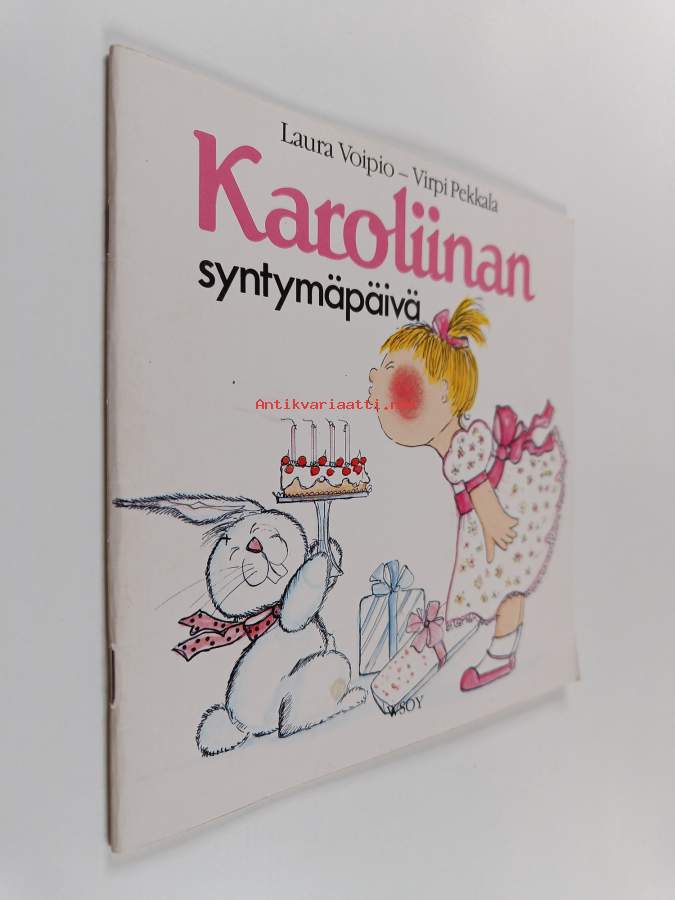 Laura Voipio – Virpi Pekkala
Karoliinan
syntymäpäivä
Antikvariaatti.net
WSOY